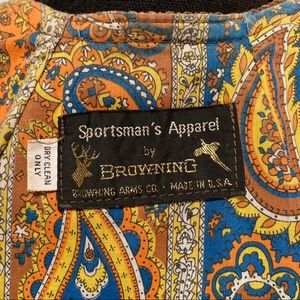 Sportsman's Apparel
by
BROWNING
BROWNING ARMS CO. · MADE IN U.S.A.
DRY CLEAN
ONLY